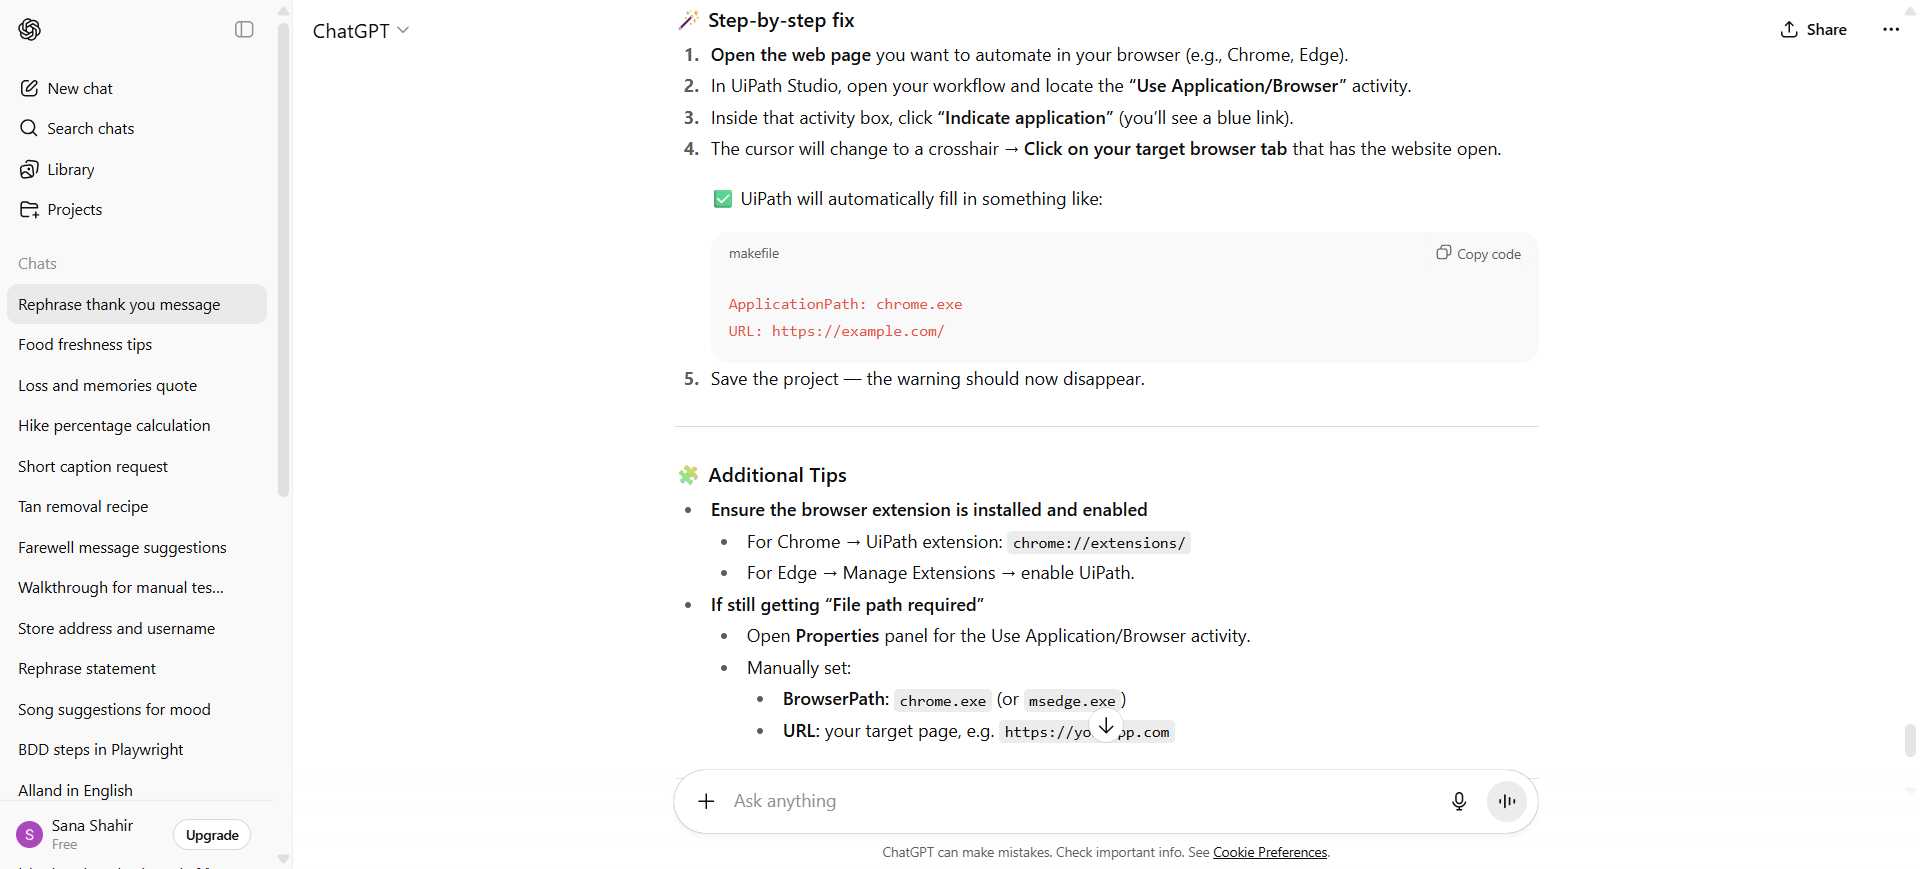 New chat
Search chats
Library
Projects
Chats
Rephrase thank you message
Food freshness tips
Loss and memories quote
Hike percentage calculation
Short caption request
Tan removal recipe
Farewell message suggestions
Walkthrough for manual tes...
Store address and username
Rephrase statement
Song suggestions for mood
BDD steps in Playwright
Alland in English
S
Sana Shahir
Free
Upgrade
ChatGPT
Share
Step-by-step fix
1. Open the web page you want to automate in your browser (e.g., Chrome, Edge).
2. In UiPath Studio, open your workflow and locate the “Use Application/Browser” activity.
3. Inside that activity box, click “Indicate application” (you’ll see a blue link).
4. The cursor will change to a crosshair → Click on your target browser tab that has the website open.
✅ UiPath will automatically fill in something like:
makefile
Copy code
ApplicationPath: chrome.exe
URL: https://example.com/
5. Save the project — the warning should now disappear.
Additional Tips
• Ensure the browser extension is installed and enabled
• For Chrome → UiPath extension: chrome://extensions/
• For Edge → Manage Extensions → enable UiPath.
• If still getting “File path required”
• Open Properties panel for the Use Application/Browser activity.
• Manually set:
• BrowserPath: chrome.exe (or msedge.exe)
• URL: your target page, e.g.
Ask anything
ChatGPT can make mistakes. Check important info. See Cookie Preferences.